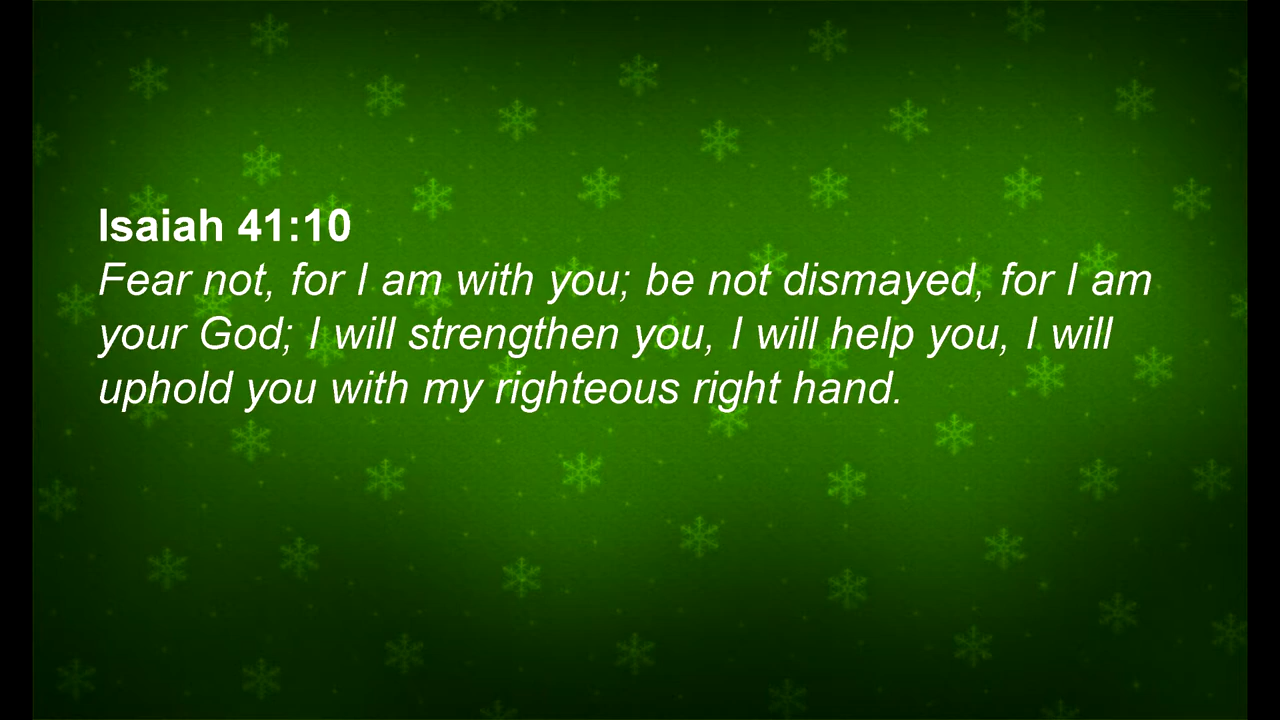 Isaiah 41:10
Fear not, for I am with you; be not dismayed, for I am
your God; I will strengthen you, I will help you, I will
uphold you with my righteous right hand.